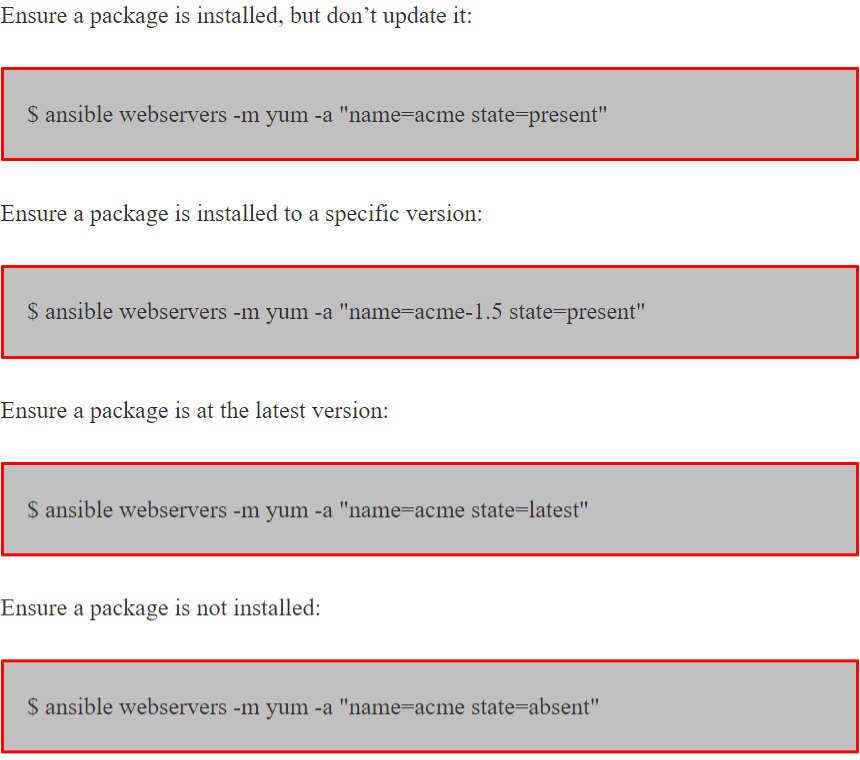 Ensure a package is installed, but don’t update it:
$ ansible webservers -m yum -a "name=acme state=present"
Ensure a package is installed to a specific version:
$ ansible webservers -m yum -a "name=acme-1.5 state=present"
Ensure a package is at the latest version:
$ ansible webservers -m yum -a "name=acme state=latest"
Ensure a package is not installed:
$ ansible webservers -m yum -a "name=acme state=absent"